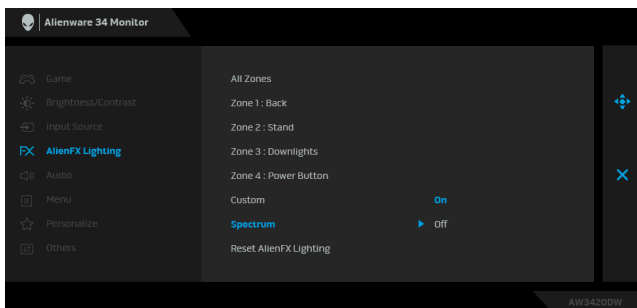 Alienware 34 Monitor
Game
Brightness/Contrast
Input Source
FX AlienFX Lighting
Audio
Menu
Personalize
Others
All Zones
Zone 1 : Back
Zone 2 : Stand
Zone 3 : Downlights
Zone 4 : Power Button
Custom On
Spectrum Off
Reset AlienFX Lighting
AW3420DW